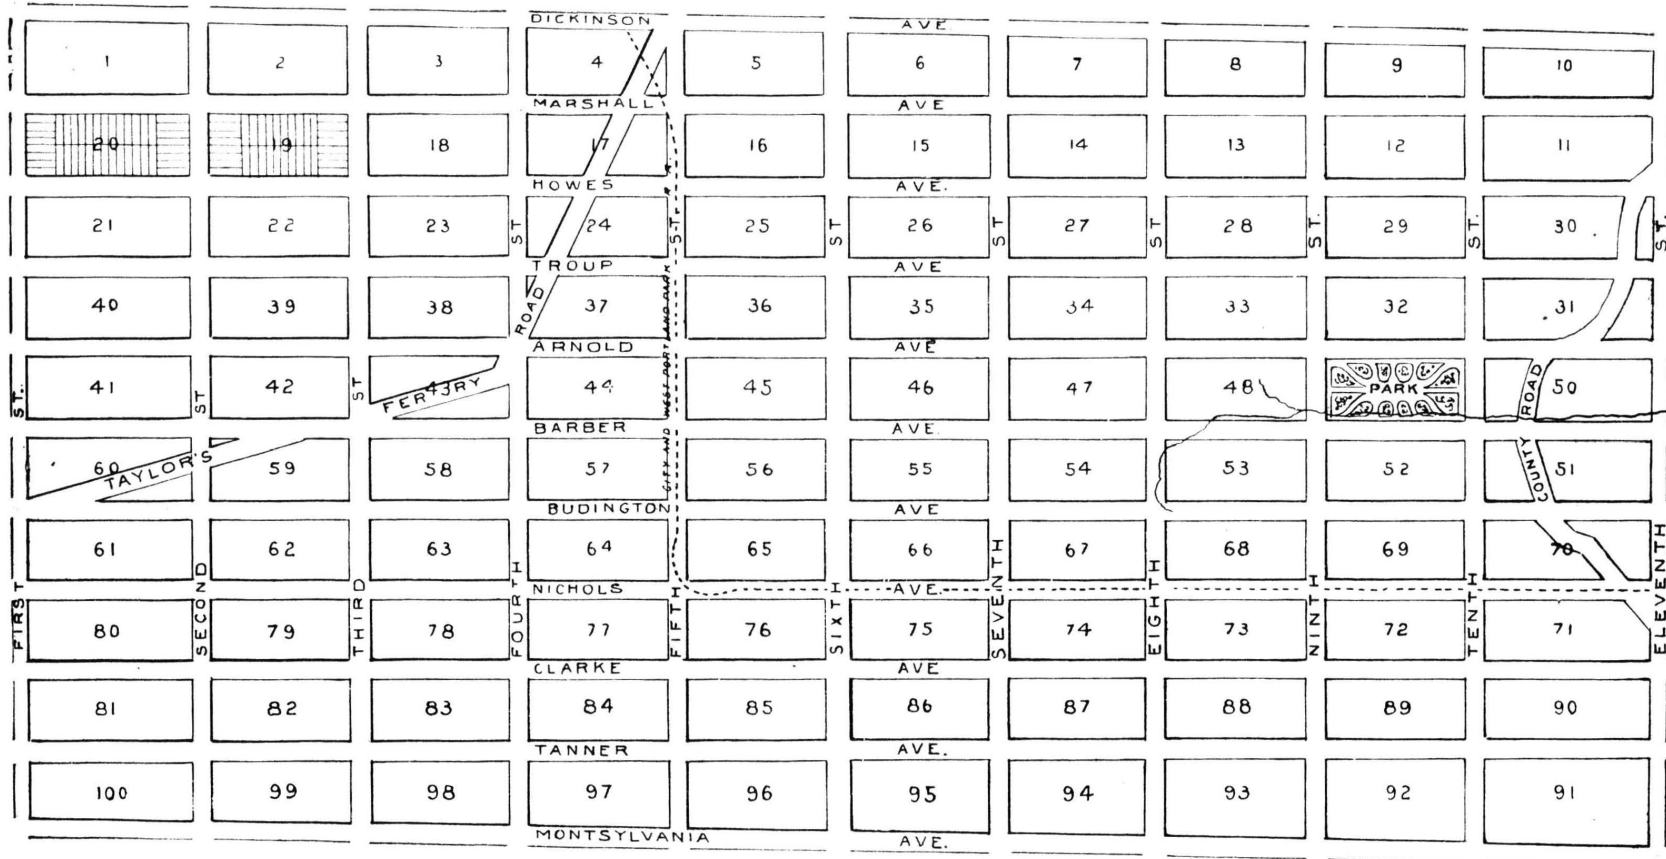 DICKINSON AVE
1 2 3 4 5 6 7 8 9 10
MARSHALL AVE
20 19 18 17 16 15 14 13 12 11
HOWES AVE.
21 22 23 24 25 26 27 28 29 30
ST ST. ST ST ST ST. ST. ST.
TROUP AVE
40 39 38 37 36 35 34 33 32 31
ROAD
ARNOLD AVE
41 42 43 44 45 46 47 48 PARK 50
ST. ST ST
TAYLOR'S FERRY ROAD
BARBER AVE.
60 59 58 57 56 55 54 53 52 51
COUNTY ROAD
CITY AND WEST PORTLAND PARK R. R.
BUDINGTON AVE
61 62 63 64 65 66 67 68 69 70
NICHOLS AVE.
FIRST SECOND THIRD FOURTH FIFTH SIXTH SEVENTH EIGHTH NINTH TENTH ELEVENTH
80 79 78 77 76 75 74 73 72 71
CLARKE AVE
81 82 83 84 85 86 87 88 89 90
TANNER AVE.
100 99 98 97 96 95 94 93 92 91
MONTSYLVANIA AVE.